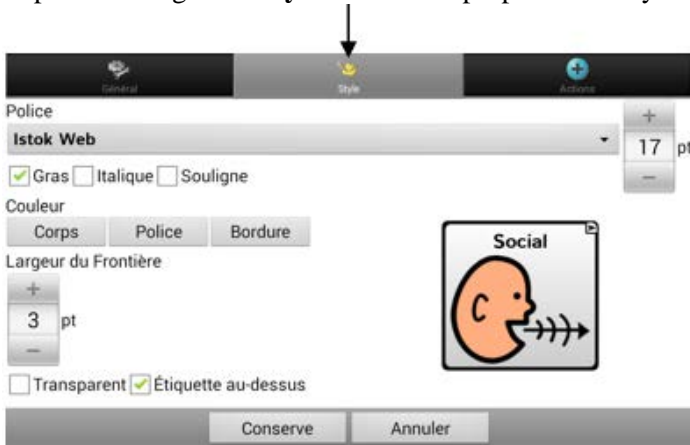 Général Style Actions
Police
Istok Web
17 pt
Gras Italique Souligne
Couleur
Corps Police Bordure
Social
Largeur du Frontière
3 pt
Transparent Étiquette au-dessus
Conserve Annuler